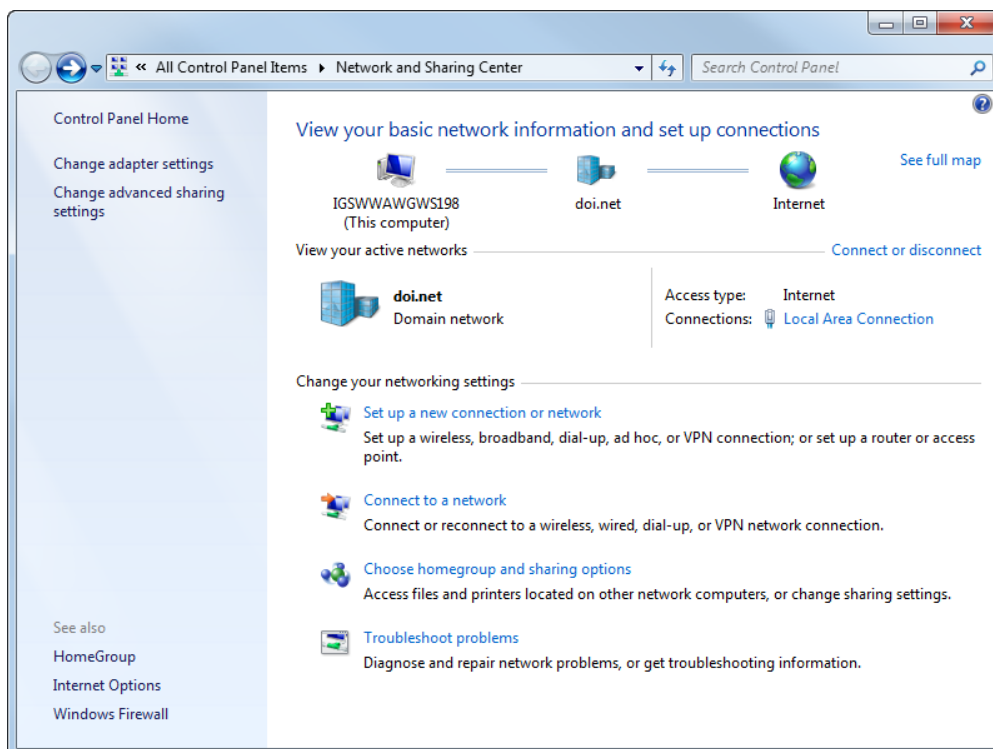 « All Control Panel Items ▸ Network and Sharing Center
Search Control Panel
Control Panel Home
Change adapter settings
Change advanced sharing
settings
See also
HomeGroup
Internet Options
Windows Firewall
View your basic network information and set up connections
See full map
IGSWWAWGWS198
(This computer)
doi.net
Internet
View your active networks
Connect or disconnect
doi.net
Domain network
Access type: Internet
Connections: Local Area Connection
Change your networking settings
Set up a new connection or network
Set up a wireless, broadband, dial-up, ad hoc, or VPN connection; or set up a router or access
point.
Connect to a network
Connect or reconnect to a wireless, wired, dial-up, or VPN network connection.
Choose homegroup and sharing options
Access files and printers located on other network computers, or change sharing settings.
Troubleshoot problems
Diagnose and repair network problems, or get troubleshooting information.